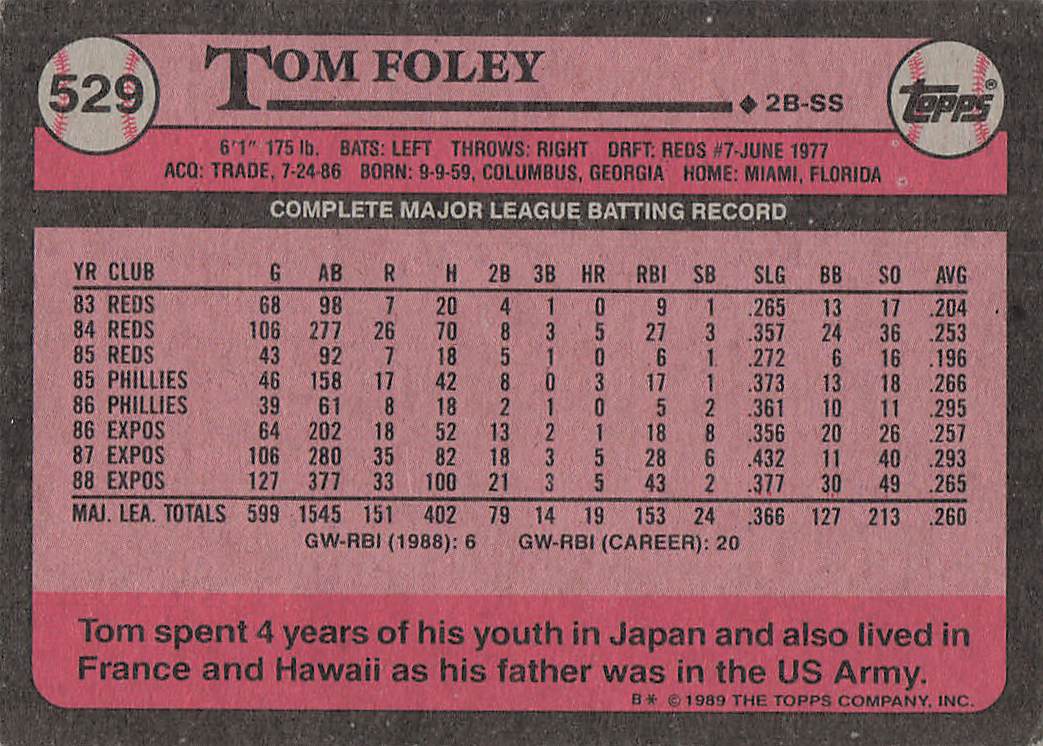 529
TOM FOLEY
◆ 2B-SS
TOPPS®
6'1" 175 lb. BATS: LEFT THROWS: RIGHT DRFT: REDS #7-JUNE 1977
ACQ: TRADE, 7-24-86 BORN: 9-9-59, COLUMBUS, GEORGIA HOME: MIAMI, FLORIDA
COMPLETE MAJOR LEAGUE BATTING RECORD
YR CLUB G AB R H 2B 3B HR RBI SB SLG BB SO AVG
83 REDS 68 98 7 20 4 1 0 9 1 .265 13 17 .204
84 REDS 106 277 26 70 8 3 5 27 3 .357 24 36 .253
85 REDS 43 92 7 18 5 1 0 6 1 .272 6 16 .196
85 PHILLIES 46 158 17 42 8 0 3 17 1 .373 13 18 .266
86 PHILLIES 39 61 8 18 2 1 0 5 2 .361 10 11 .295
86 EXPOS 64 202 18 52 13 2 1 18 8 .356 20 26 .257
87 EXPOS 106 280 35 82 18 3 5 28 6 .432 11 40 .293
88 EXPOS 127 377 33 100 21 3 5 43 2 .377 30 49 .265
MAJ. LEA. TOTALS 599 1545 151 402 79 14 19 153 24 .366 127 213 .260
GW-RBI (1988): 6 GW-RBI (CAREER): 20
Tom spent 4 years of his youth in Japan and also lived in
France and Hawaii as his father was in the US Army.
B* © 1989 THE TOPPS COMPANY, INC.